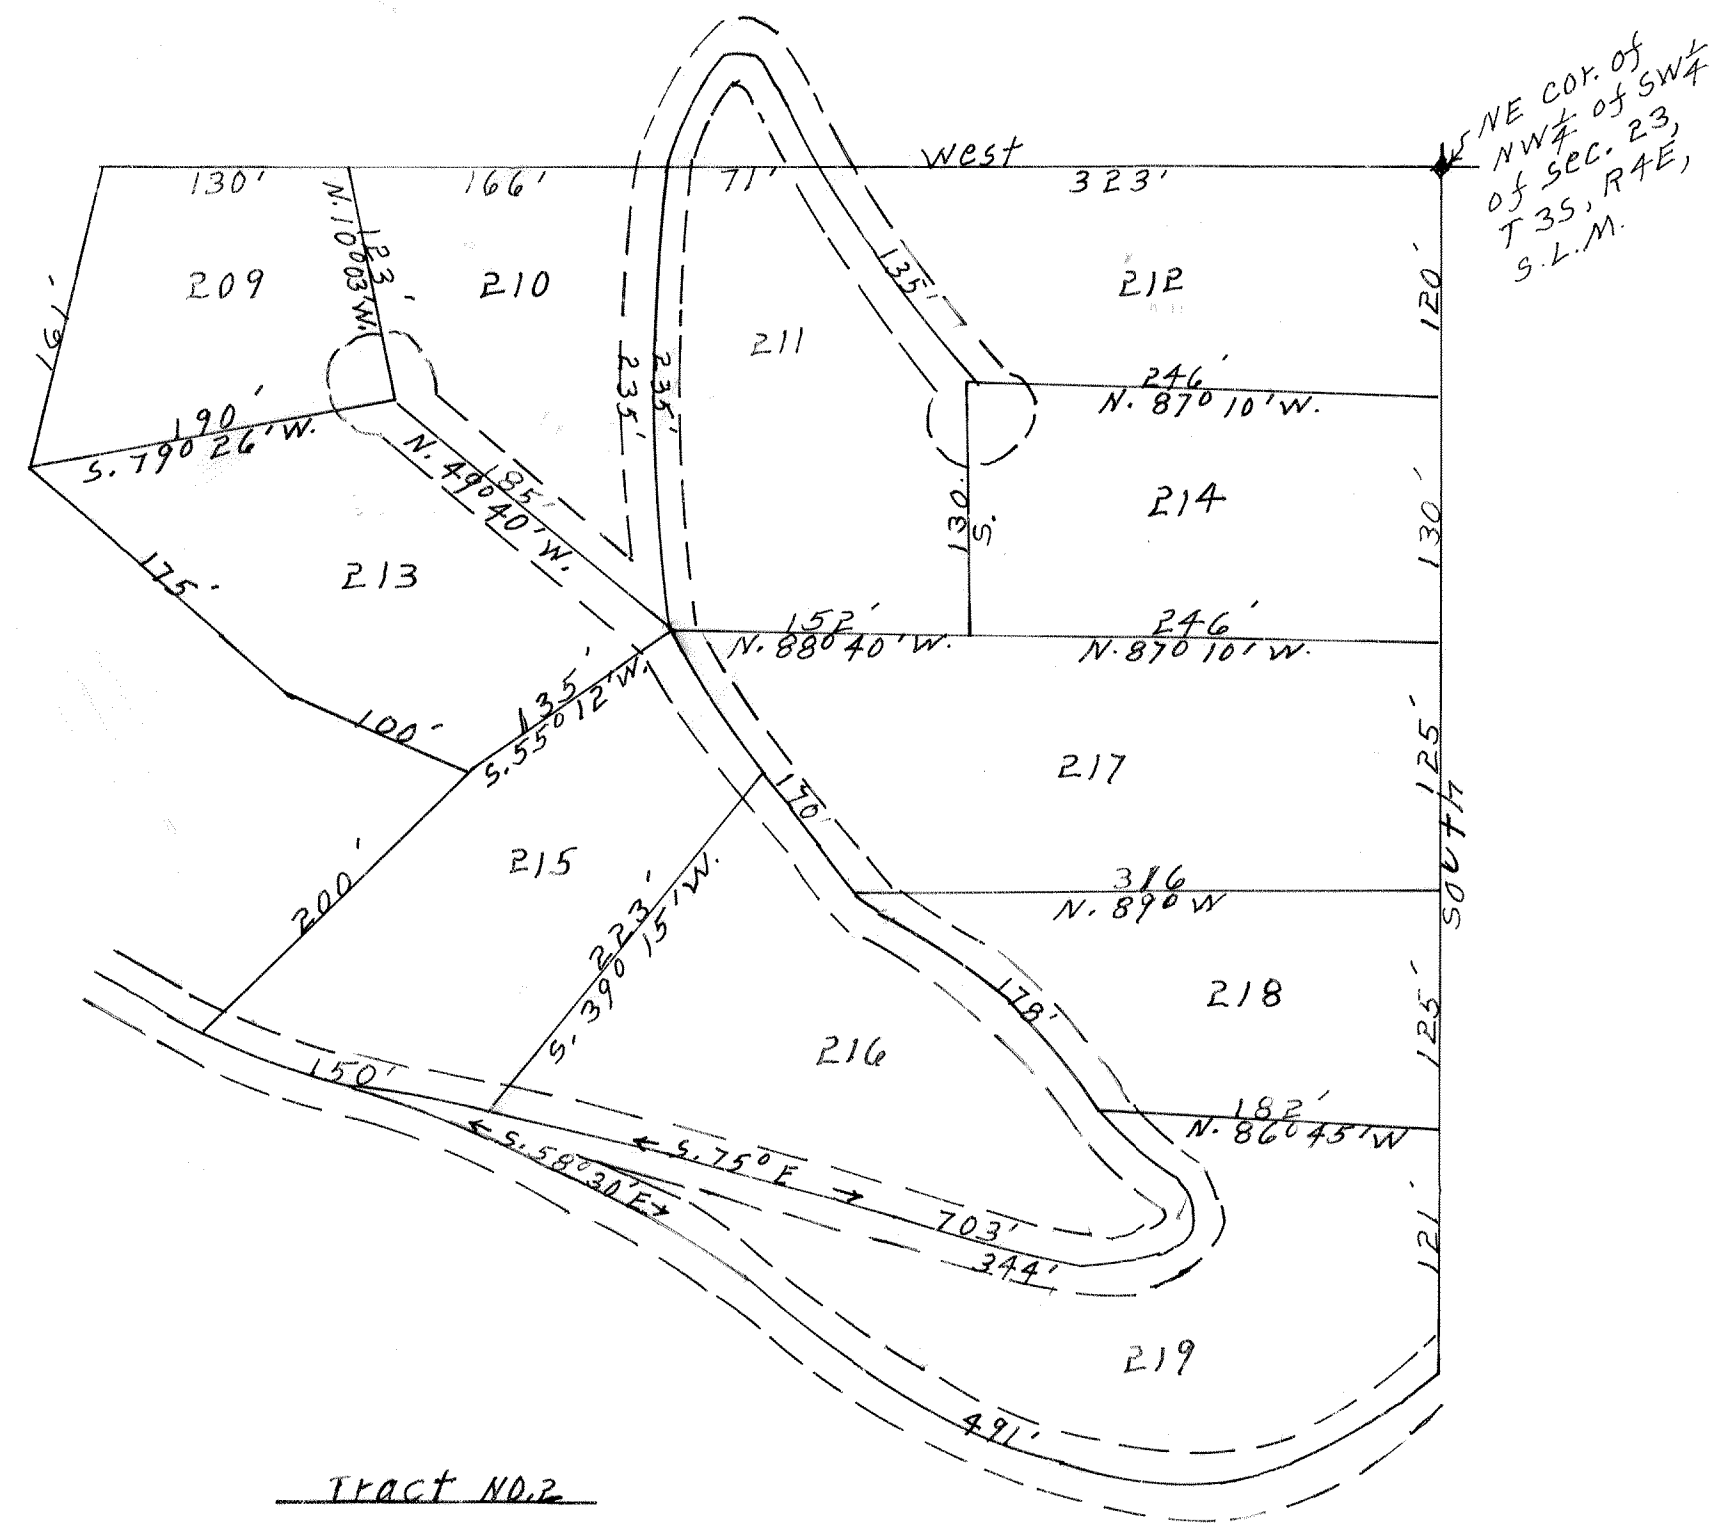 West
130'
166'
71'
323'
NE cor. of
NW¼ of SW¼
of Sec. 23,
T 3S, R4E,
S.L.M.
N. 10° 03' W.
123'
209
210
211
212
161'
235'
235'
135'
120'
190'
S. 79° 26' W.
246'
N. 87° 10' W.
N. 49° 40' W.
185'
130'
S.
214
130'
213
175'
152'
N. 88° 40' W.
246'
N. 87° 10' W.
135'
S. 55° 12' W.
100'
170'
217
125'
South
215
200'
223'
S. 39° 15' W.
316
N. 89° W
178'
218
125'
216
150'
182'
N. 86° 45' W
S. 58° 30' E
S. 75° E
703'
344'
121'
219
491'
Tract NO. 2